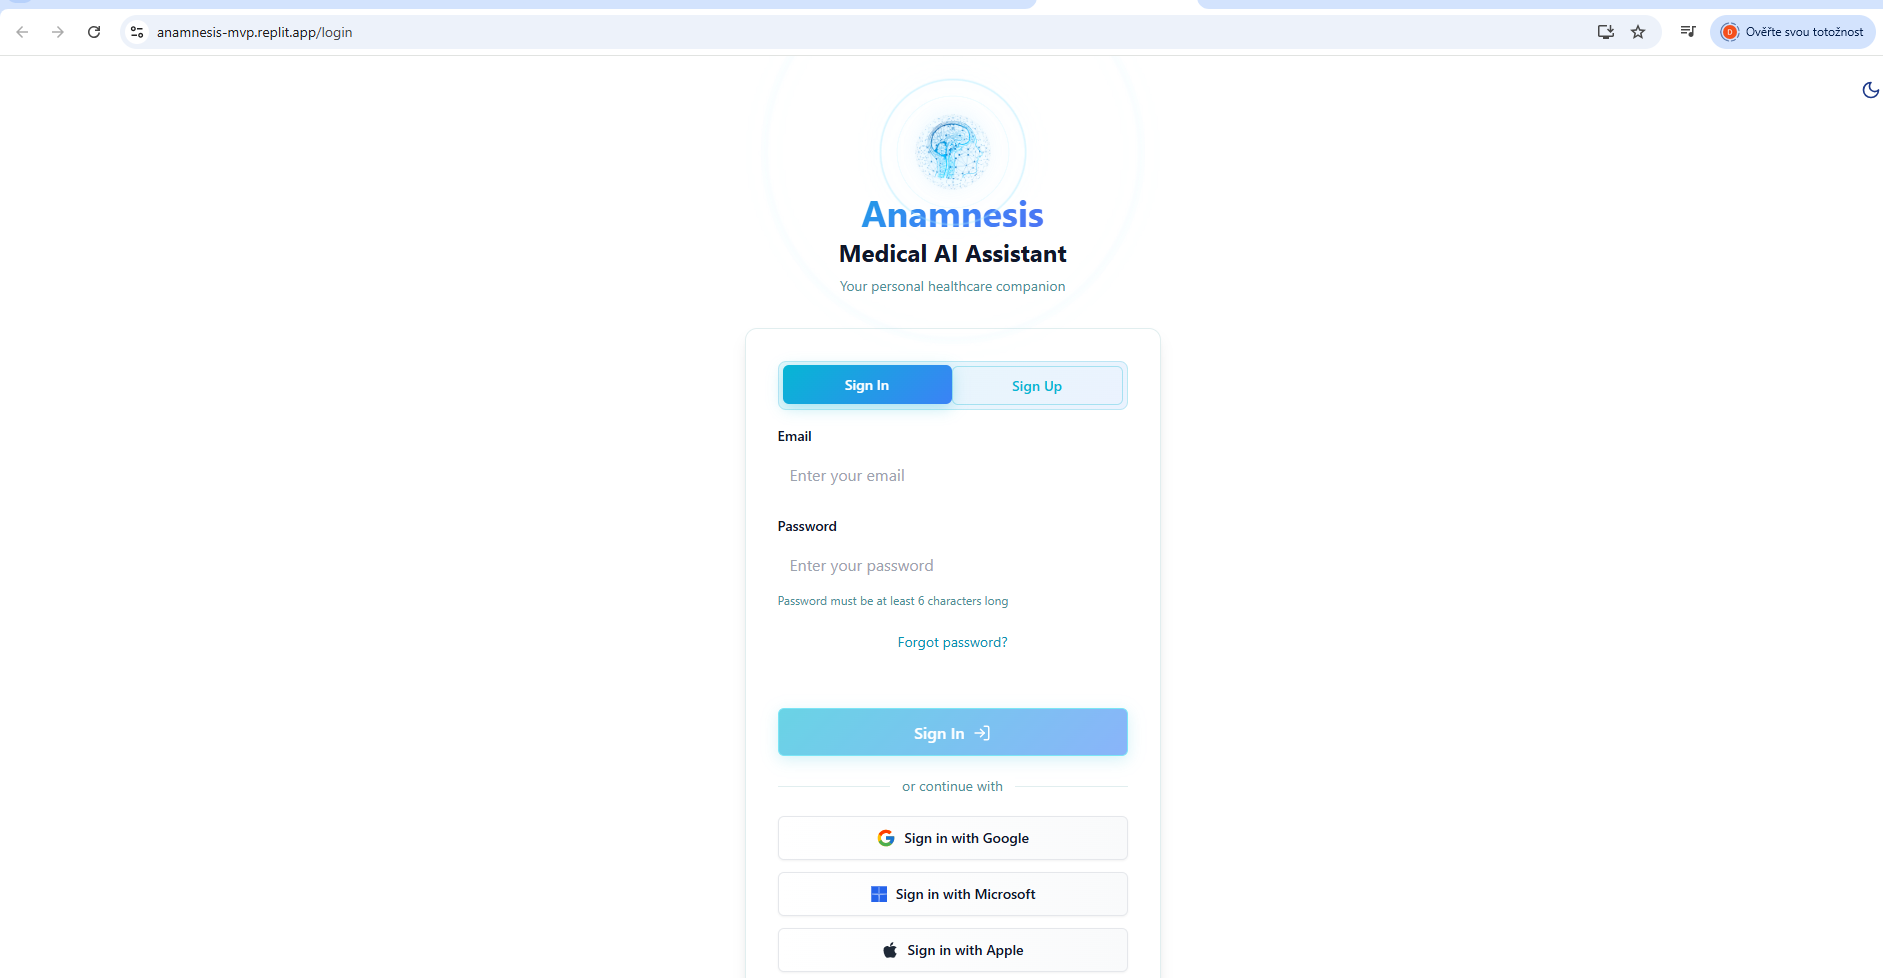 anamnesis-mvp.replit.app/login
D
Ověřte svou totožnost
Anamnesis
Medical AI Assistant
Your personal healthcare companion
Sign In
Sign Up
Email
Enter your email
Password
Enter your password
Password must be at least 6 characters long
Forgot password?
Sign In
or continue with
Sign in with Google
Sign in with Microsoft
Sign in with Apple